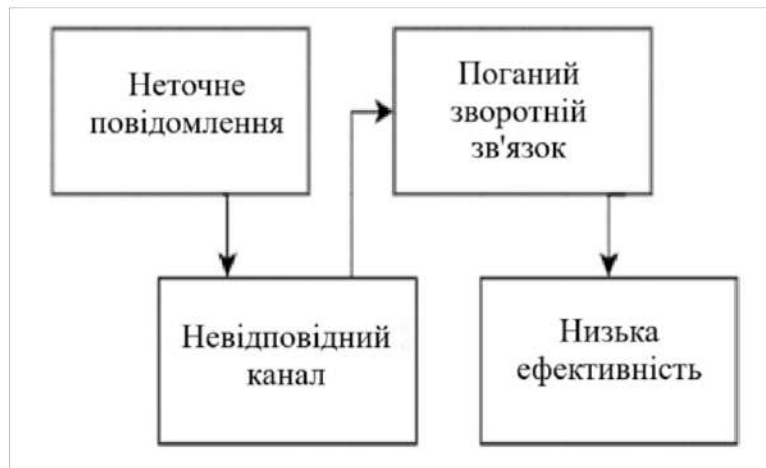 Неточне
повідомлення
Поганий
зворотній
зв'язок
Невідповідний
канал
Низька
ефективність